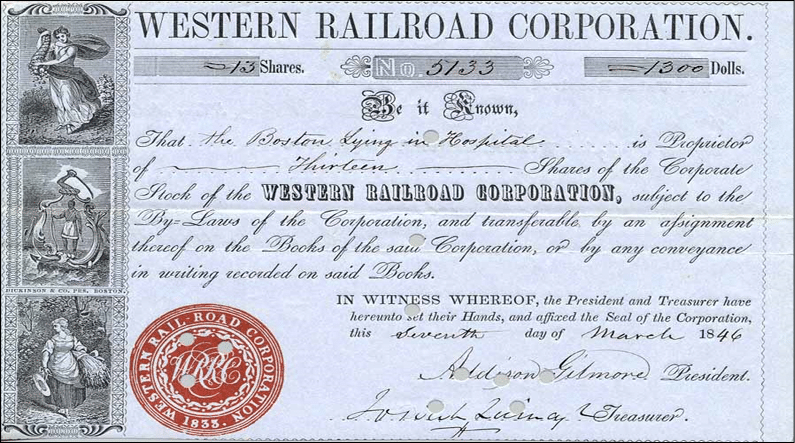 WESTERN RAILROAD CORPORATION.
13 Shares. No. 5133 1300 Dolls.
Be it Known,
That the Boston Lying in Hospital is Proprietor
of Thirteen Shares of the Corporate
Stock of the WESTERN RAILROAD CORPORATION, subject to the
By=Laws of the Corporation, and transferable by an assignment
thereof on the Books of the said Corporation, or by any conveyance
in writing recorded on said Books.
DICKINSON & CO. PRS. BOSTON.
IN WITNESS WHEREOF, the President and Treasurer have
hereunto set their Hands, and affixed the Seal of the Corporation,
this Seventh day of March 1846
Addison Gilmore President.
Josiah Quincy Jr Treasurer.
WESTERN RAIL-ROAD CORPORATION
WRRC
1833.